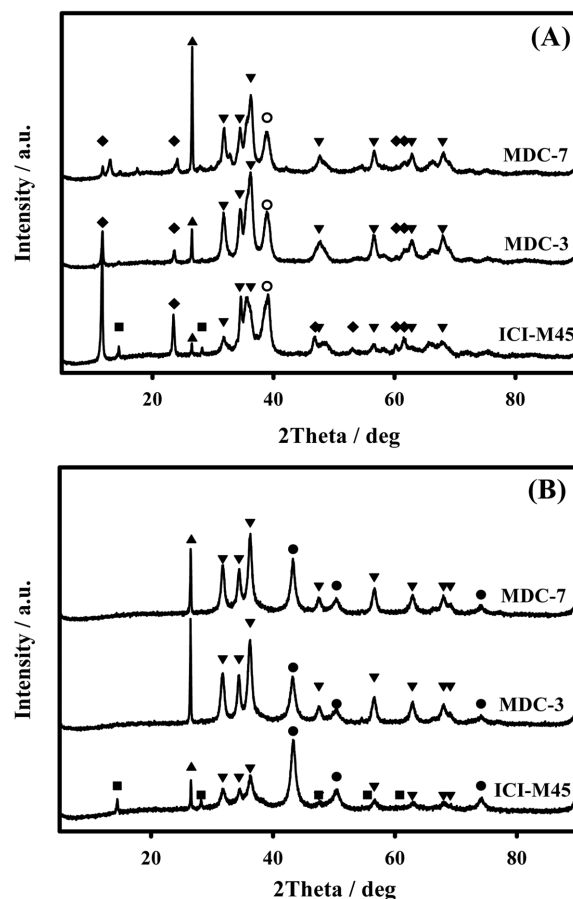 (A)
Intensity / a.u.
MDC-7
MDC-3
ICI-M45
20 40 60 80
2Theta / deg
(B)
Intensity / a.u.
MDC-7
MDC-3
ICI-M45
20 40 60 80
2Theta / deg